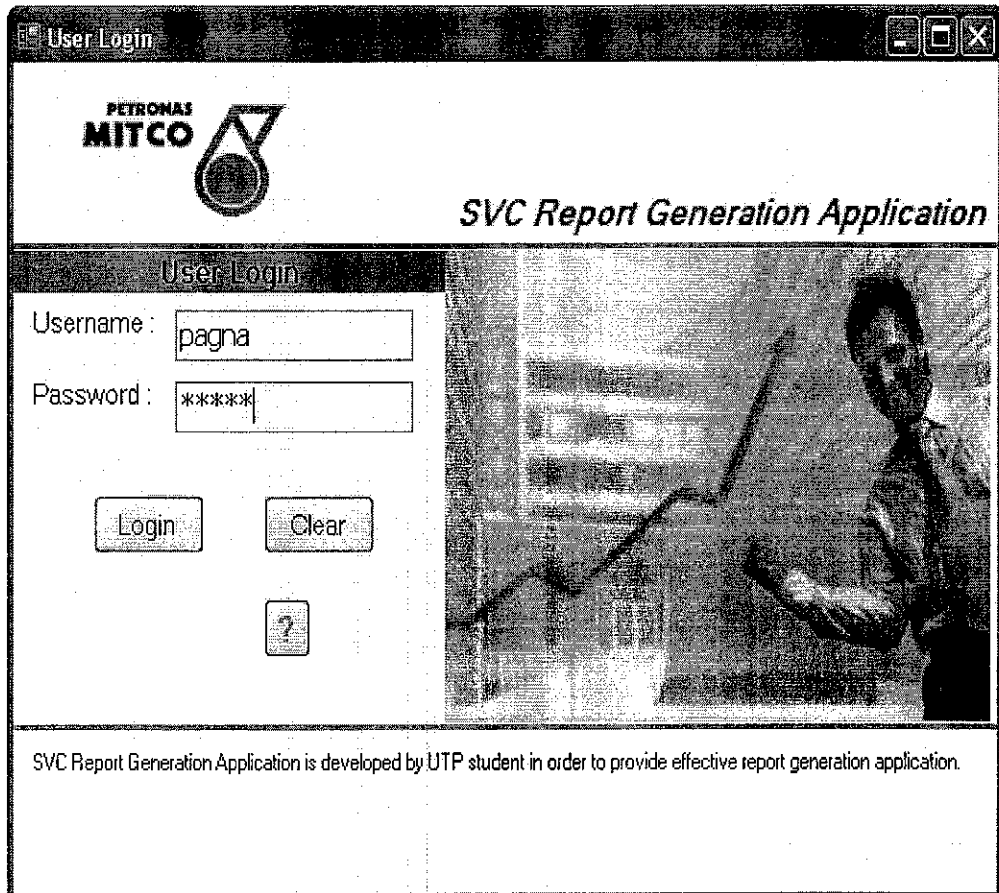 User Login
PETRONAS
MITCO
SVC Report Generation Application
User Login
Username : pagna
Password : *****
Login Clear
?
SVC Report Generation Application is developed by UTP student in order to provide effective report generation application.